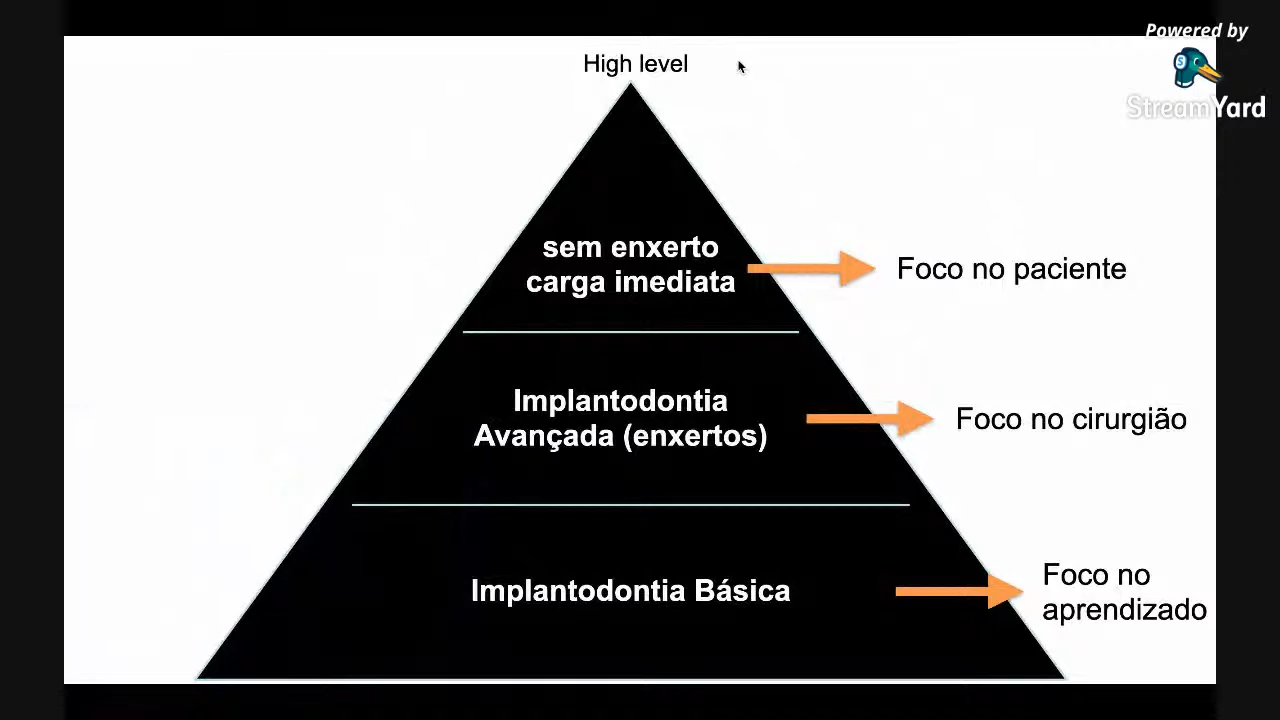 Powered by
StreamYard
High level
sem enxerto
carga imediata
Foco no paciente
Implantodontia
Avançada (enxertos)
Foco no cirurgião
Implantodontia Básica
Foco no
aprendizado